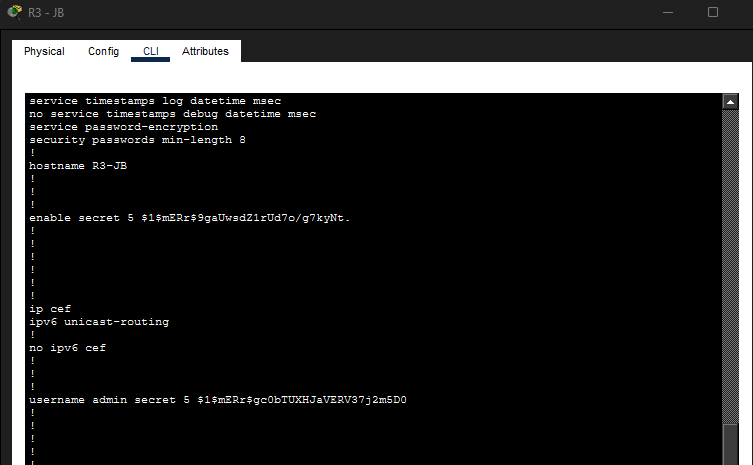 R3 - JB
Physical Config CLI Attributes
service timestamps log datetime msec
no service timestamps debug datetime msec
service password-encryption
security passwords min-length 8
!
hostname R3-JB
!
!
!
enable secret 5 $1$mERr$9gaUwsdZ1rUd7o/g7kyNt.
!
!
!
!
!
!
ip cef
ipv6 unicast-routing
!
no ipv6 cef
!
!
!
username admin secret 5 $1$mERr$gc0bTUXHJaVERV37j2m5D0
!
!
!
!
!